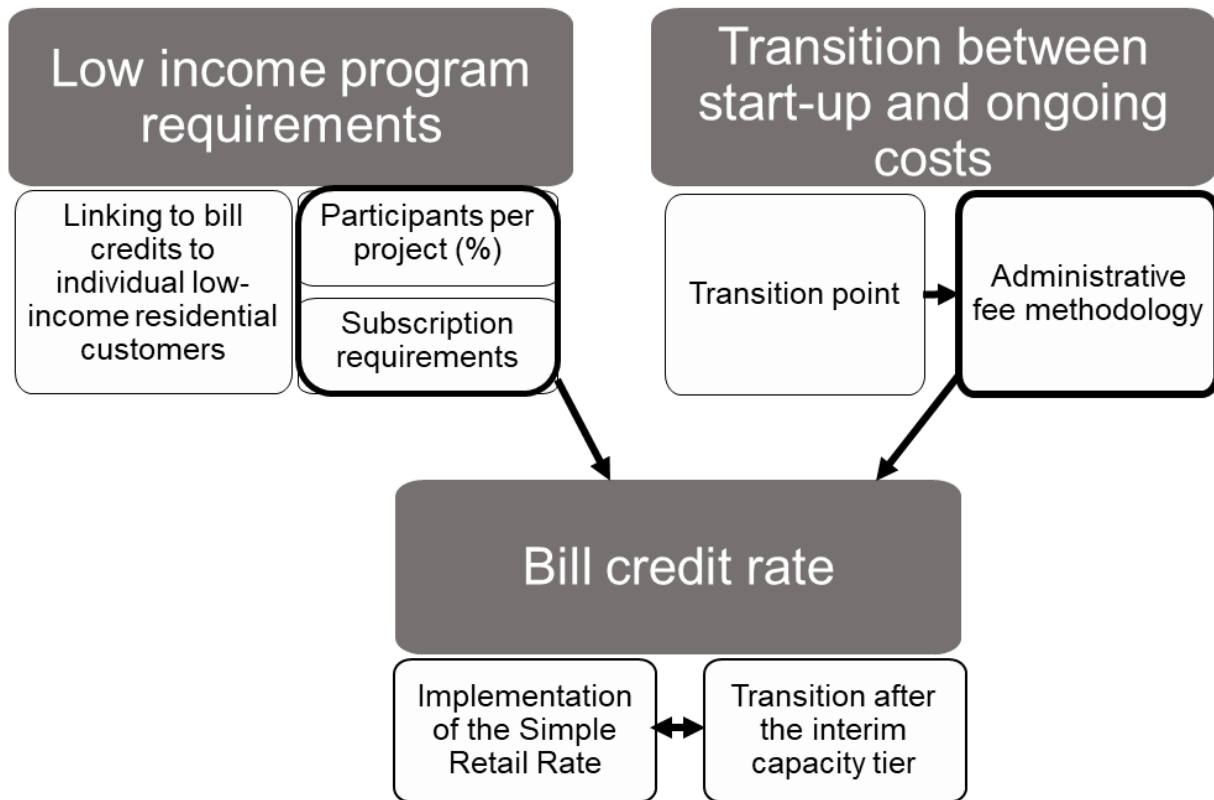 Low income program
requirements
Transition between
start-up and ongoing
costs
Linking to bill
credits to
individual low-
income residential
customers
Participants per
project (%)
Subscription
requirements
Transition point
Administrative
fee methodology
Bill credit rate
Implementation
of the Simple
Retail Rate
Transition after
the interim
capacity tier